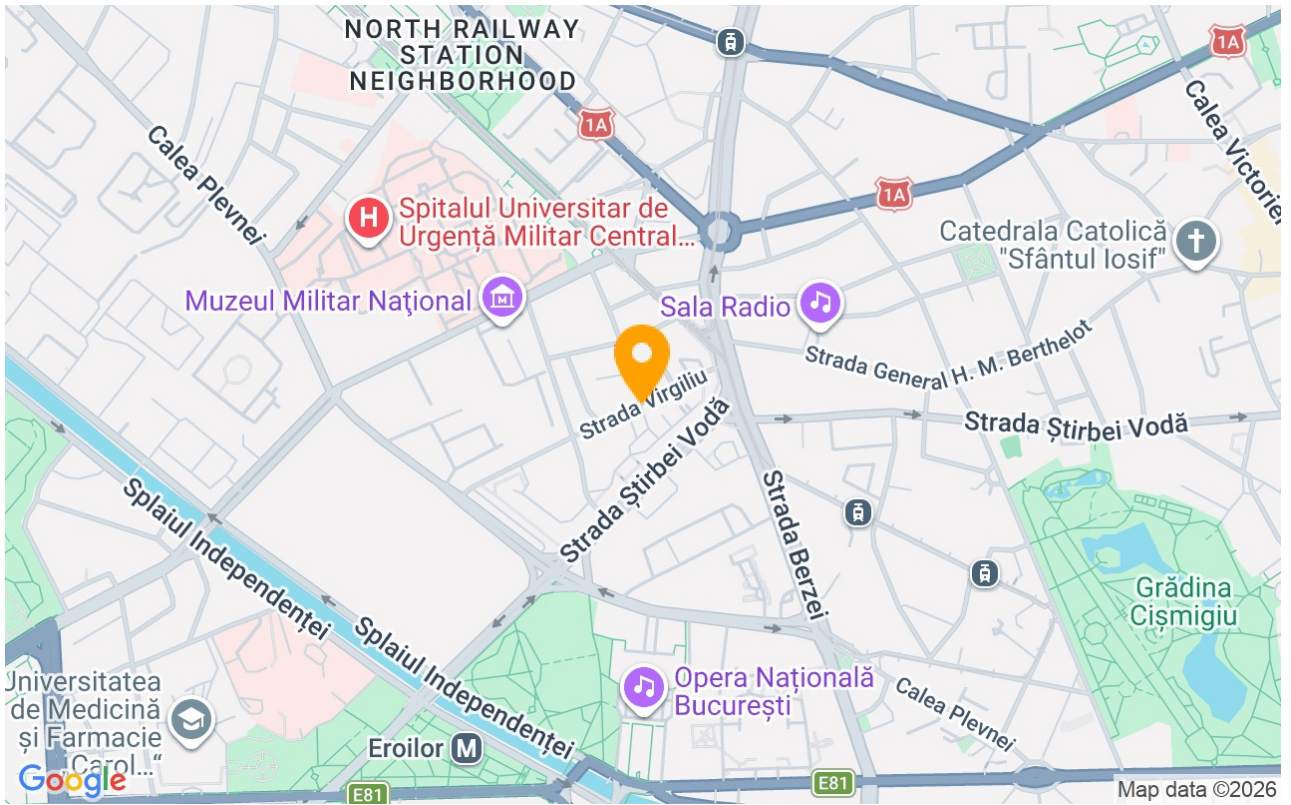 NORTH RAILWAY
STATION
NEIGHBORHOOD
1A
1A
1A
Calea Plevnei
Calea Victoriei
H
Spitalul Universitar de
Urgență Militar Central...
Catedrala Catolică
"Sfântul Iosif"
Muzeul Militar Naţional
M
Sala Radio
Strada General H. M. Berthelot
Strada Virgiliu
Strada Știrbei Vodă
Strada Știrbei Vodă
Strada Berzei
Splaiul Independenței
Splaiul Independenței
Grădina
Cișmigiu
Opera Națională
București
Calea Plevnei
Universitatea
de Medicină
și Farmacie
„Carol...“
Eroilor M
E81
E81
Google
Map data ©2026